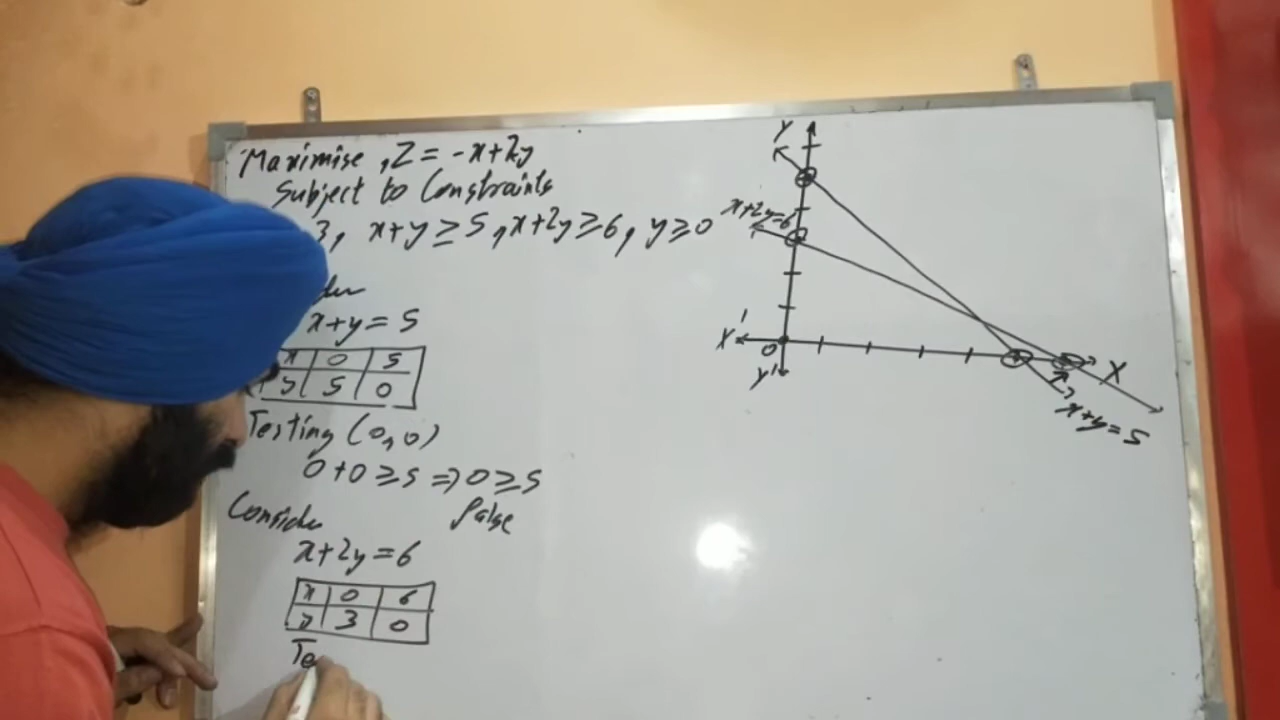 Maximise, Z = -x+2y
Subject to Constraints
3, x+y ≥ 5, x+2y ≥ 6, y ≥ 0
x+y = 5
x 0 5
y 5 0
Testing (0,0)
0+0 ≥ 5 ⇒ 0 ≥ 5
false
Consider
x+2y = 6
x 0 6
y 3 0
Te
Y
x+2y=6
X'
O
Y'
X
x+y=5